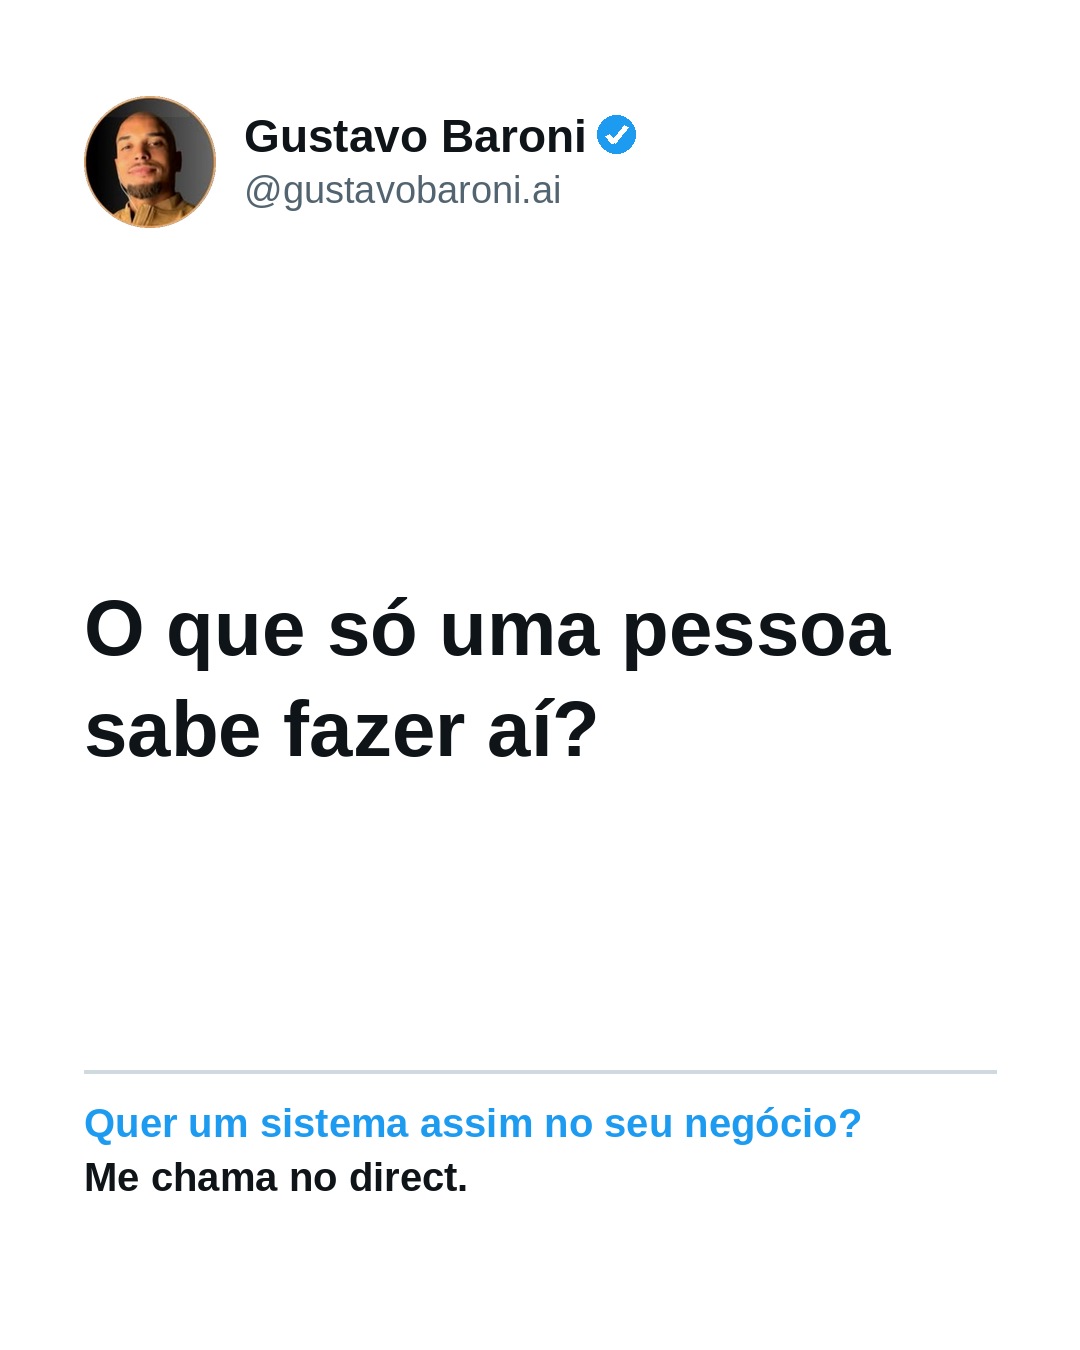 Gustavo Baroni
@gustavobaroni.ai
O que só uma pessoa
sabe fazer aí?
Quer um sistema assim no seu negócio?
Me chama no direct.